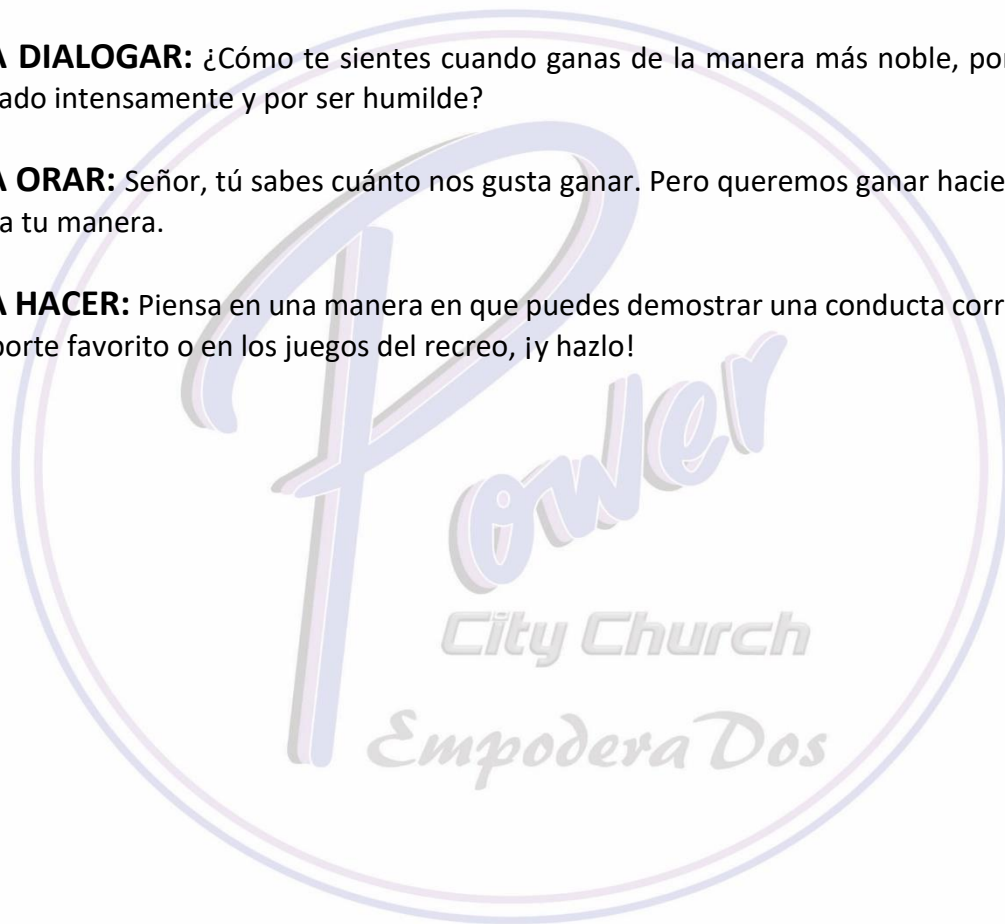 A DIALOGAR: ¿Cómo te sientes cuando ganas de la manera más noble, por
ado intensamente y por ser humilde?
A ORAR: Señor, tú sabes cuánto nos gusta ganar. Pero queremos ganar hacie
a tu manera.
A HACER: Piensa en una manera en que puedes demostrar una conducta corr
porte favorito o en los juegos del recreo, ¡y hazlo!
Power
City Church
EmpoderaDos